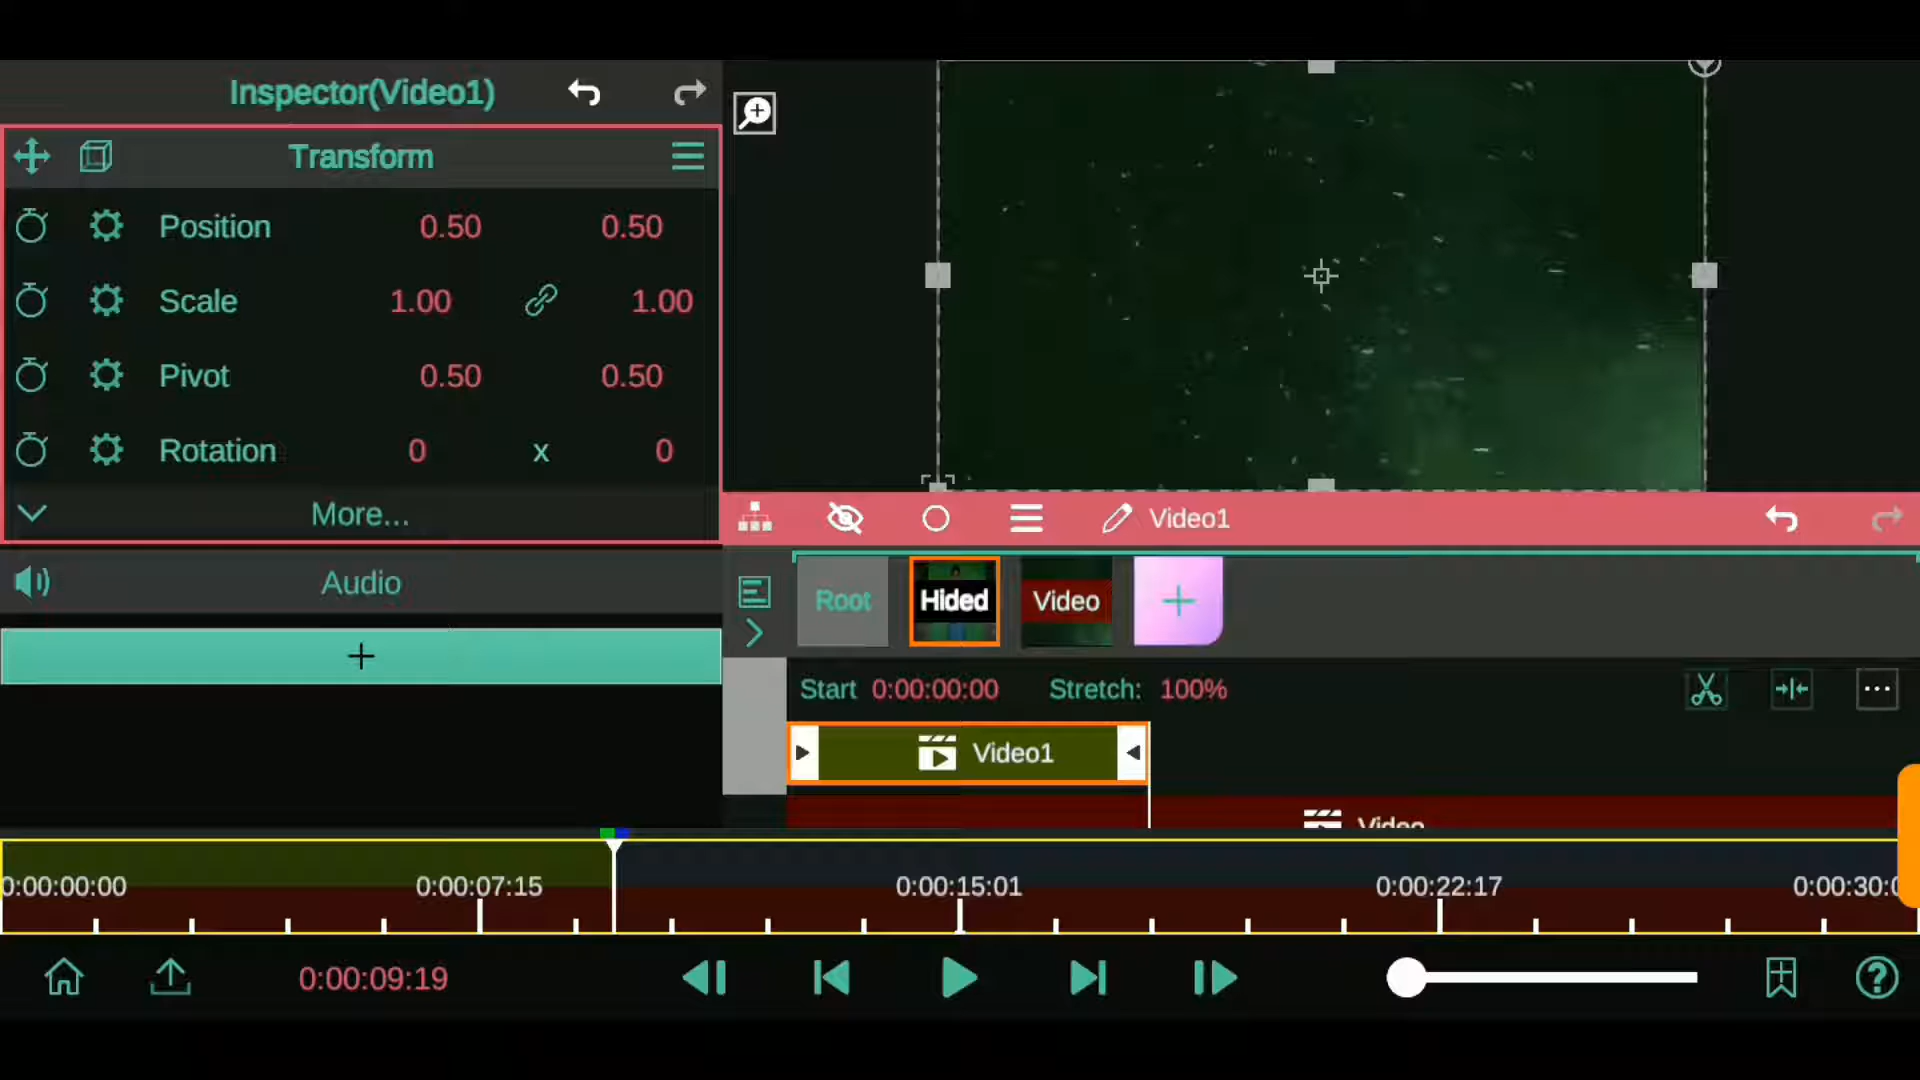 Inspector(Video1)
Transform
Position 0.50 0.50
Scale 1.00 1.00
Pivot 0.50 0.50
Rotation 0 x 0
More...
Audio
Video1
Root Hided Video
Start 0:00:00:00 Stretch: 100%
Video1
Video
0:00:00:00 0:00:07:15 0:00:15:01 0:00:22:17 0:00:30:0
0:00:09:19